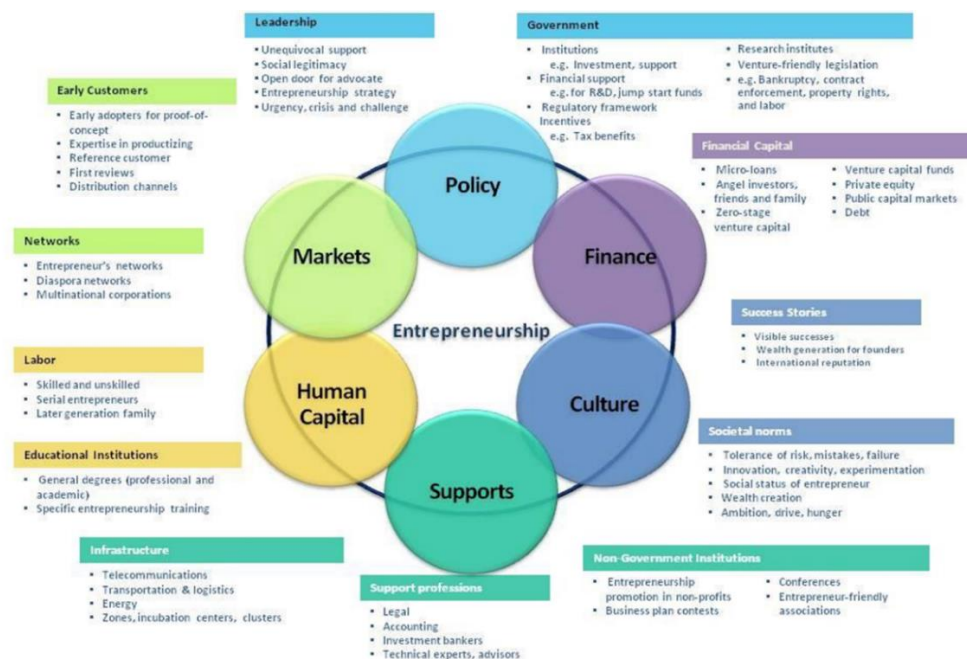 Leadership
▪ Unequivocal support
▪ Social legitimacy
▪ Open door for advocate
▪ Entrepreneurship strategy
▪ Urgency, crisis and challenge
Government
• Institutions
e.g. Investment, support
• Financial support
e.g. for R&D, jump start funds
• Regulatory framework
Incentives
e.g. Tax benefits
• Research institutes
• Venture-friendly legislation
• e.g. Bankruptcy, contract
enforcement, property rights,
and labor
Early Customers
• Early adopters for proof-of-
concept
• Expertise in productizing
• Reference customer
• First reviews
• Distribution channels
Financial Capital
• Micro-loans
• Angel investors,
friends and family
• Zero-stage
venture capital
• Venture capital funds
• Private equity
• Public capital markets
• Debt
Networks
• Entrepreneur's networks
• Diaspora networks
• Multinational corporations
Policy
Markets
Finance
Entrepreneurship
Human
Capital
Culture
Supports
Success Stories
• Visible successes
• Wealth generation for founders
• International reputation
Labor
• Skilled and unskilled
• Serial entrepreneurs
• Later generation family
Societal norms
• Tolerance of risk, mistakes, failure
• Innovation, creativity, experimentation
• Social status of entrepreneur
• Wealth creation
• Ambition, drive, hunger
Educational Institutions
• General degrees (professional and
academic)
• Specific entrepreneurship training
Infrastructure
• Telecommunications
• Transportation & logistics
• Energy
• Zones, incubation centers, clusters
Support professions
• Legal
• Accounting
• Investment bankers
• Technical experts, advisors
Non-Government Institutions
• Entrepreneurship
promotion in non-profits
• Business plan contests
• Conferences
• Entrepreneur-friendly
associations